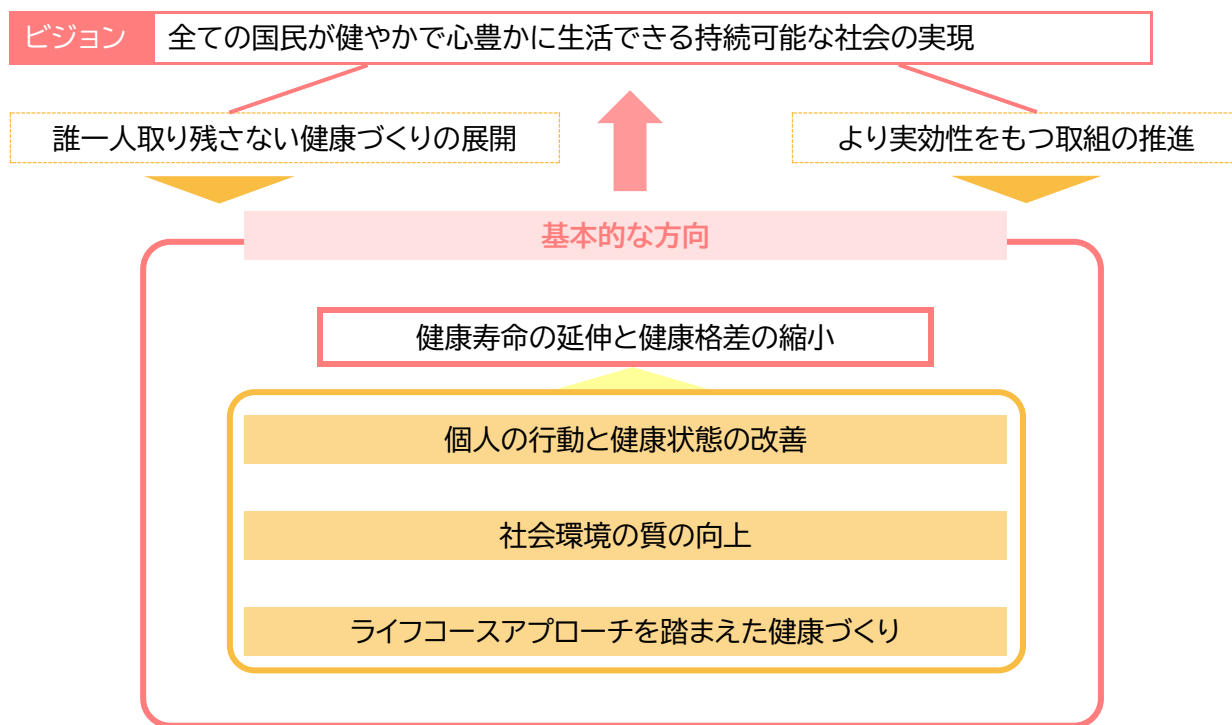 ビジョン 全ての国民が健やかで心豊かに生活できる持続可能な社会の実現
誰一人取り残さない健康づくりの展開
より実効性をもつ取組の推進
基本的な方向
健康寿命の延伸と健康格差の縮小
個人の行動と健康状態の改善
社会環境の質の向上
ライフコースアプローチを踏まえた健康づくり